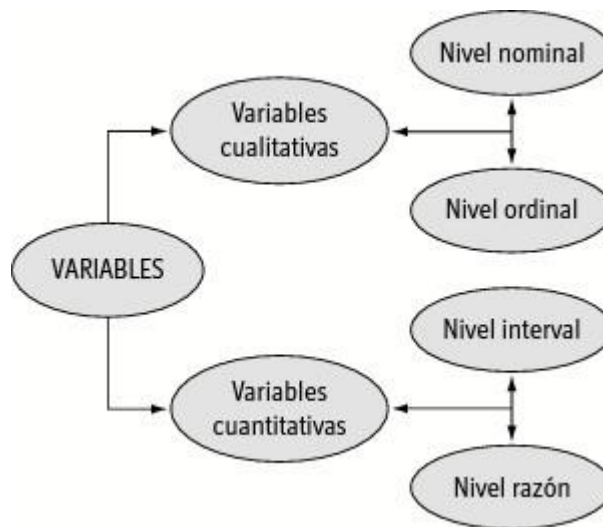 Nivel nominal
Variables
cualitativas
Nivel ordinal
VARIABLES
Nivel interval
Variables
cuantitativas
Nivel razón